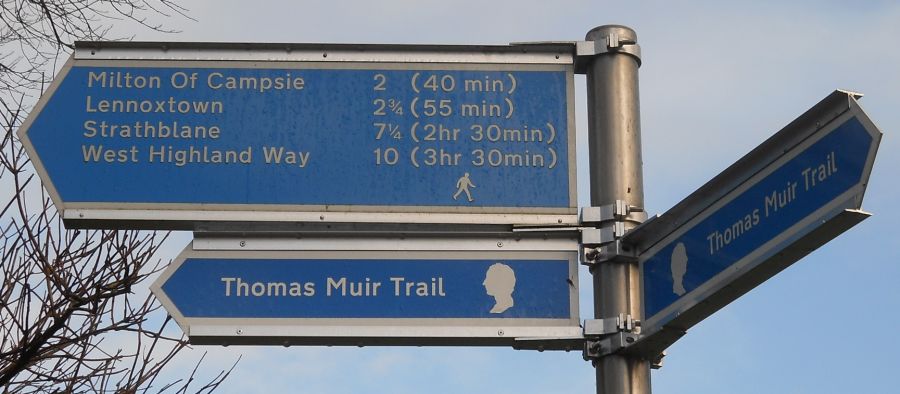 Milton Of Campsie 2 (40 min)
Lennoxtown 2¾ (55 min)
Strathblane 7¼ (2hr 30min)
West Highland Way 10 (3hr 30min)
Thomas Muir Trail
Thomas Muir Trail